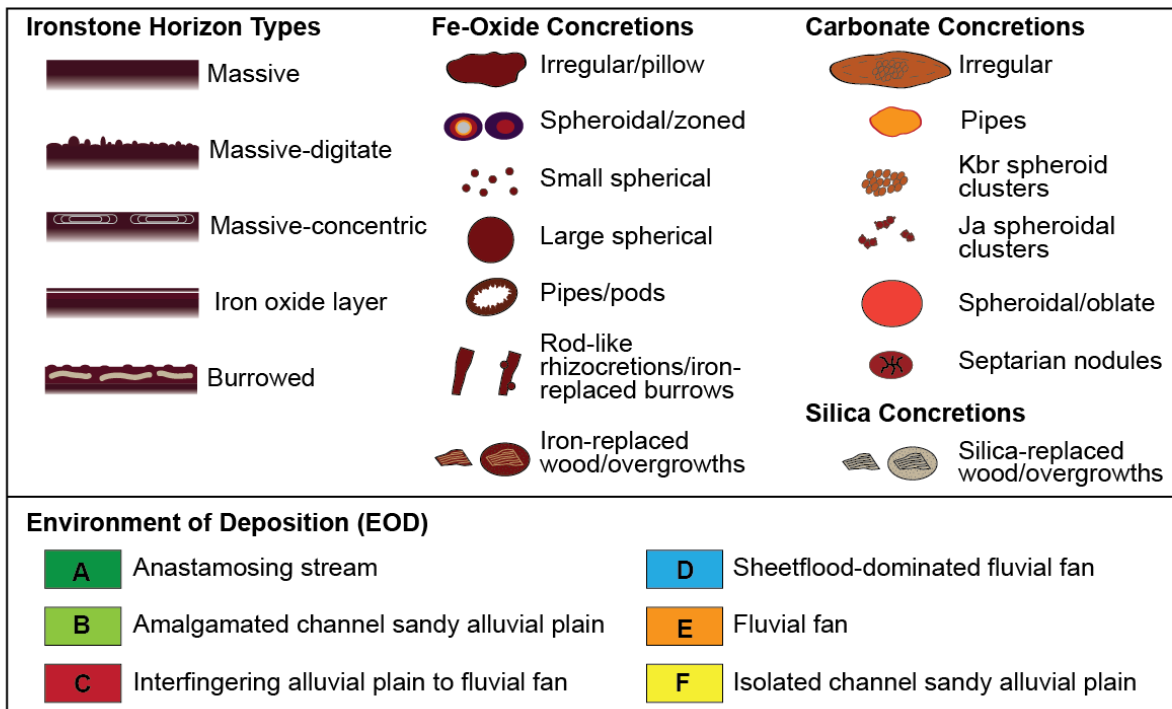 Ironstone Horizon Types
Massive
Massive-digitate
Massive-concentric
Iron oxide layer
Burrowed
Fe-Oxide Concretions
Irregular/pillow
Spheroidal/zoned
Small spherical
Large spherical
Pipes/pods
Rod-like
rhizocretions/iron-
replaced burrows
Iron-replaced
wood/overgrowths
Carbonate Concretions
Irregular
Pipes
Kbr spheroid
clusters
Ja spheroidal
clusters
Spheroidal/oblate
Septarian nodules
Silica Concretions
Silica-replaced
wood/overgrowths
Environment of Deposition (EOD)
A Anastamosing stream
B Amalgamated channel sandy alluvial plain
C Interfingering alluvial plain to fluvial fan
D Sheetflood-dominated fluvial fan
E Fluvial fan
F Isolated channel sandy alluvial plain